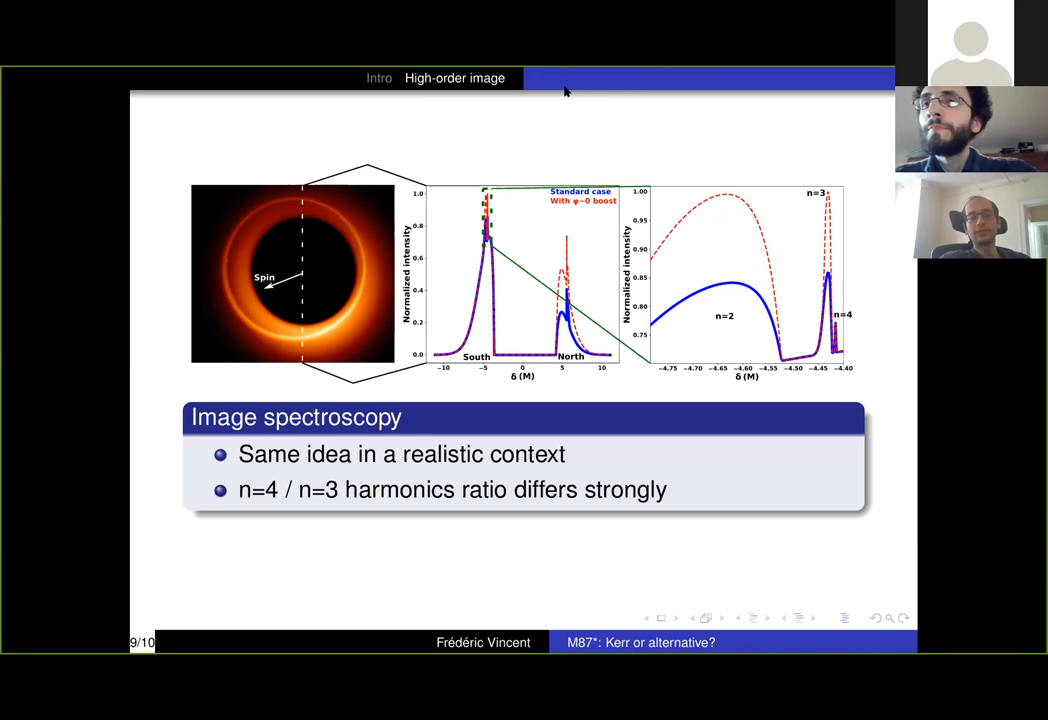 Intro High-order image
Spin
Normalized intensity
1.0
0.8
0.6
0.4
0.2
0.0
Standard case
With φ~0 boost
South
North
−10 −5 0 5 10
δ (M)
Normalized intensity
1.00
0.95
0.90
0.85
0.80
0.75
n=3
n=2
n=4
−4.75 −4.70 −4.65 −4.60 −4.55 −4.50 −4.45 −4.40
δ (M)
Image spectroscopy
Same idea in a realistic context
n=4 / n=3 harmonics ratio differs strongly
9/10 Frédéric Vincent M87*: Kerr or alternative?